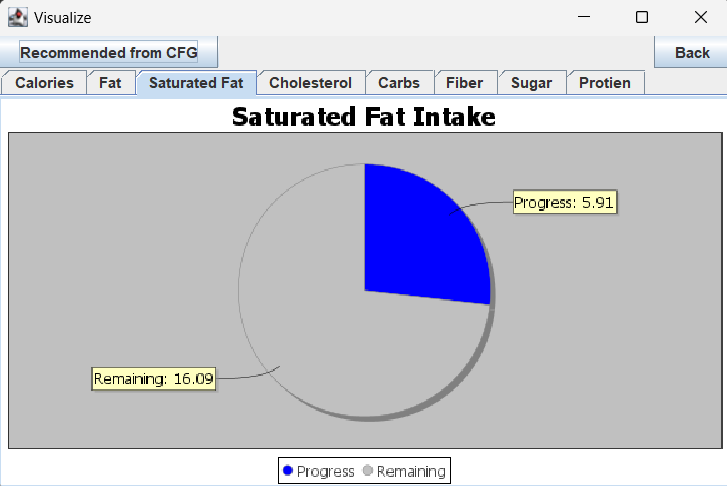 Visualize
Recommended from CFG
Back
Calories
Fat
Saturated Fat
Cholesterol
Carbs
Fiber
Sugar
Protien
Saturated Fat Intake
Progress: 5.91
Remaining: 16.09
Progress
Remaining